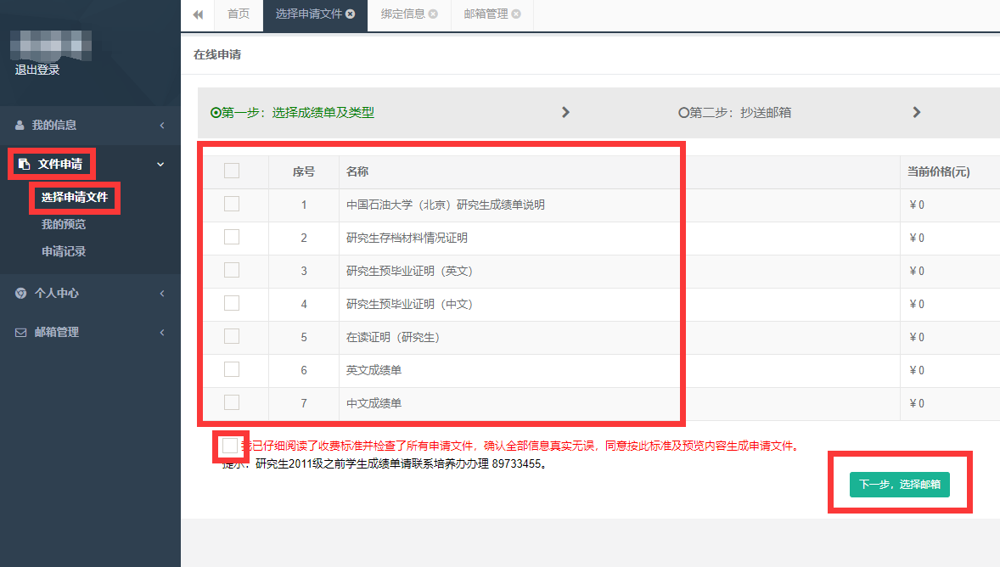 退出登录
我的信息
文件申请
选择申请文件
我的预览
申请记录
个人中心
邮箱管理
首页
选择申请文件
绑定信息
邮箱管理
在线申请
第一步：选择成绩单及类型
第二步：抄送邮箱
序号 名称 当前价格(元)
1 中国石油大学（北京）研究生成绩单说明 ￥0
2 研究生存档材料情况证明 ￥0
3 研究生预毕业证明（英文） ￥0
4 研究生预毕业证明（中文） ￥0
5 在读证明（研究生） ￥0
6 英文成绩单 ￥0
7 中文成绩单 ￥0
我已仔细阅读了收费标准并检查了所有申请文件，确认全部信息真实无误，同意按此标准及预览内容生成申请文件。
提示：研究生2011级之前学生成绩单请联系培养办办理 89733455。
下一步，选择邮箱